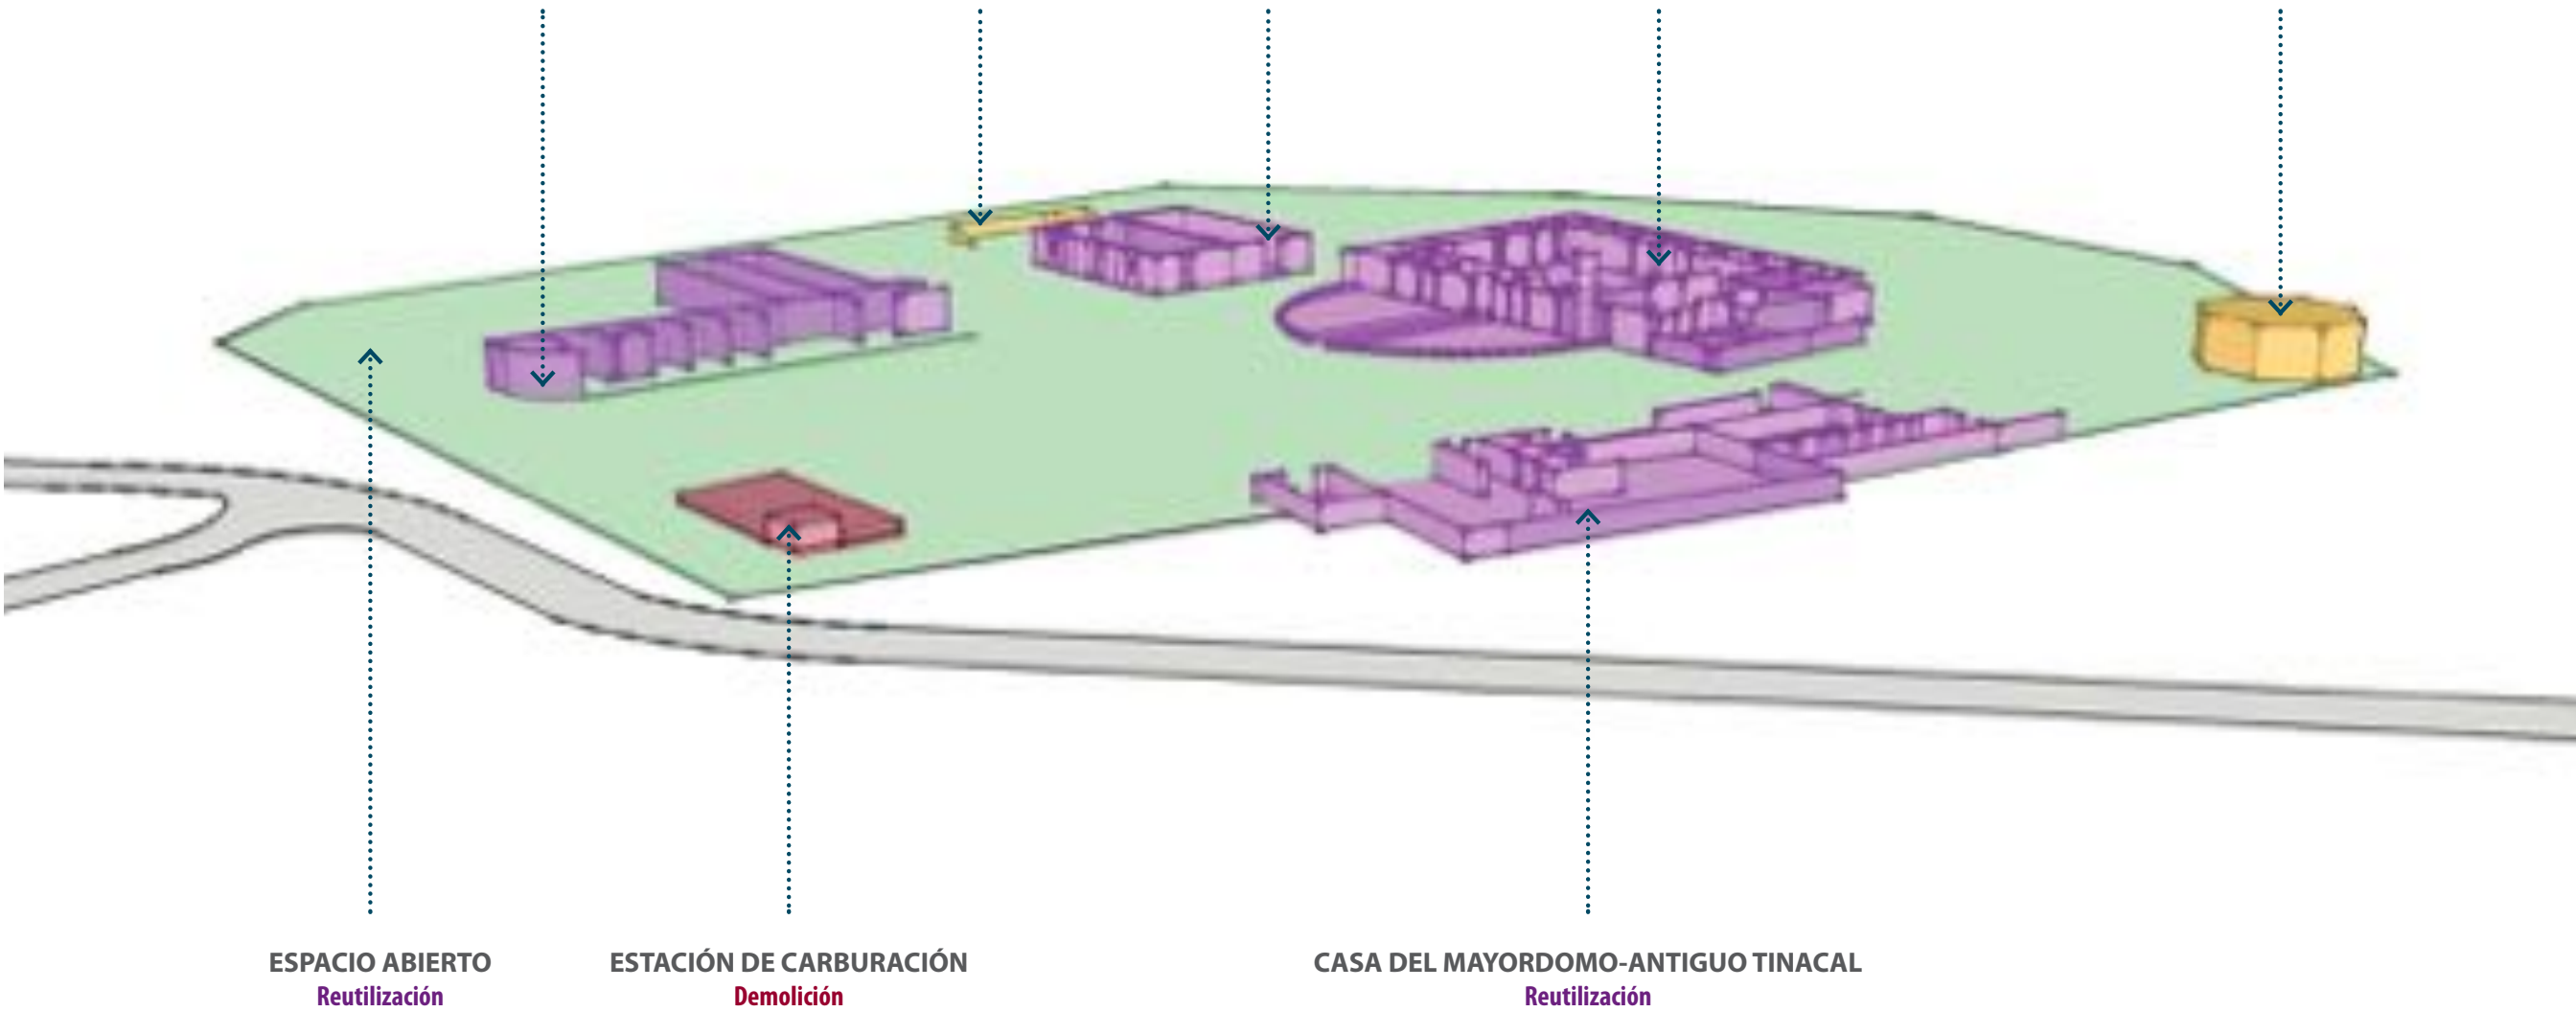 ESPACIO ABIERTO
Reutilización
ESTACIÓN DE CARBURACIÓN
Demolición
CASA DEL MAYORDOMO-ANTIGUO TINACAL
Reutilización